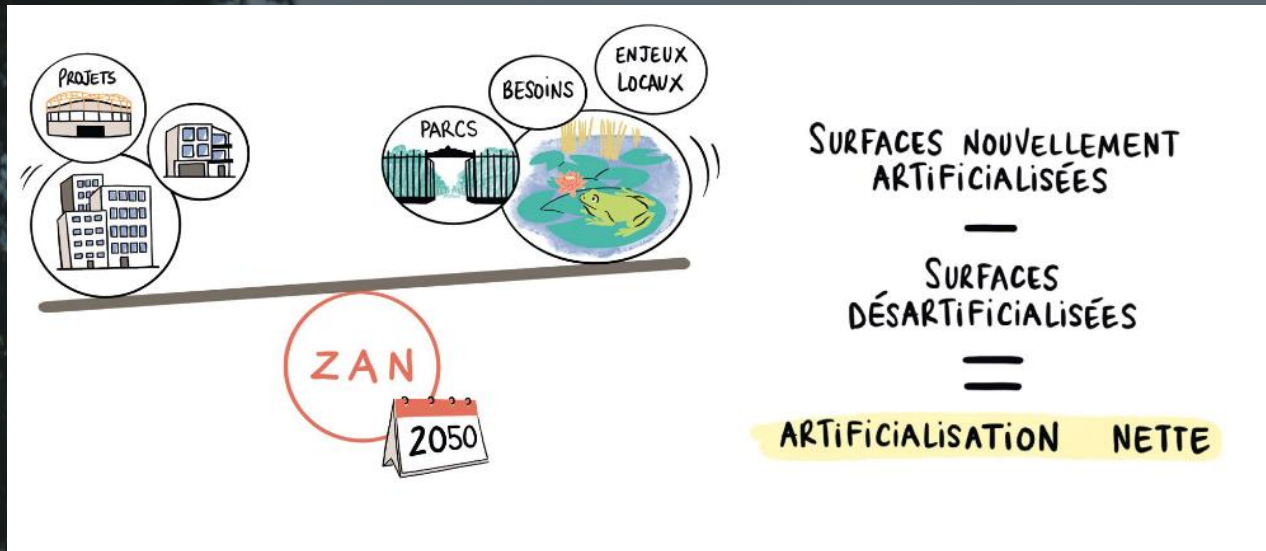 PROJETS
PARCS
BESOINS
ENJEUX
LOCAUX
ZAN
2050
SURFACES NOUVELLEMENT
ARTIFICIALISÉES
—
SURFACES
DÉSARTIFICIALISÉES
=
ARTIFICIALISATION NETTE